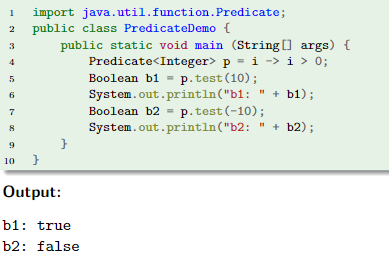 1 import java.util.function.Predicate;
2 public class PredicateDemo {
3 public static void main (String[] args) {
4 Predicate<Integer> p = i -> i > 0;
5 Boolean b1 = p.test(10);
6 System.out.println("b1: " + b1);
7 Boolean b2 = p.test(-10);
8 System.out.println("b2: " + b2);
9 }
10 }
Output:
b1: true
b2: false